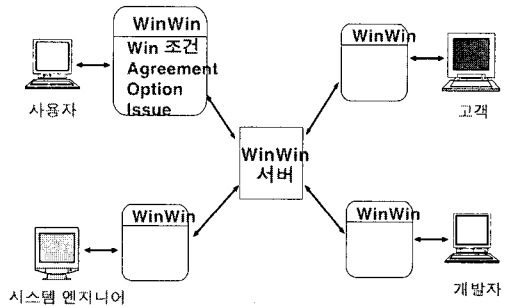 WinWin
Win 조건
Agreement
Option
Issue
사용자
WinWin
고객
WinWin
서버
WinWin
시스템 엔지니어
WinWin
개발자